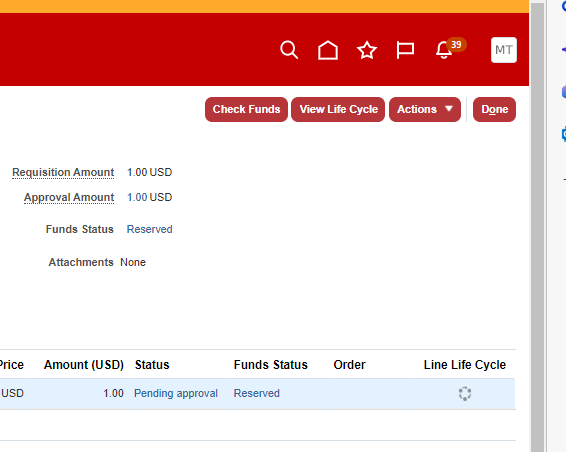 39
MT
Check Funds View Life Cycle Actions Done
Requisition Amount 1.00 USD
Approval Amount 1.00 USD
Funds Status Reserved
Attachments None
Price Amount (USD) Status Funds Status Order Line Life Cycle
USD 1.00 Pending approval Reserved